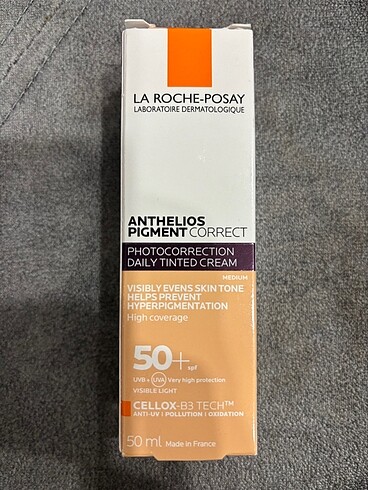 LA ROCHE-POSAY
LABORATOIRE DERMATOLOGIQUE
ANTHELIOS
PIGMENT CORRECT
PHOTOCORRECTION
DAILY TINTED CREAM
MEDIUM
VISIBLY EVENS SKIN TONE
HELPS PREVENT
HYPERPIGMENTATION
High coverage
50+ spf
UVB + UVA Very high protection
VISIBLE LIGHT
CELLOX-B3 TECH™
ANTI-UV I POLLUTION I OXIDATION
50 ml Made in France